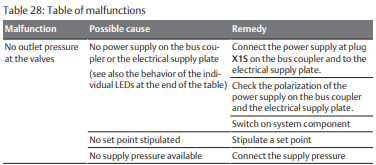 Table 28: Table of malfunctions
Malfunction Possible cause Remedy
No outlet pressure
at the valves
No power supply on the bus cou-
pler or the electrical supply plate
(see also the behavior of the indi-
vidual LEDs at the end of the table)
Connect the power supply at plug
X1S on the bus coupler and to the
electrical supply plate.
Check the polarization of the
power supply on the bus coupler
and the electrical supply plate.
Switch on system component
No set point stipulated Stipulate a set point
No supply pressure available Connect the supply pressure